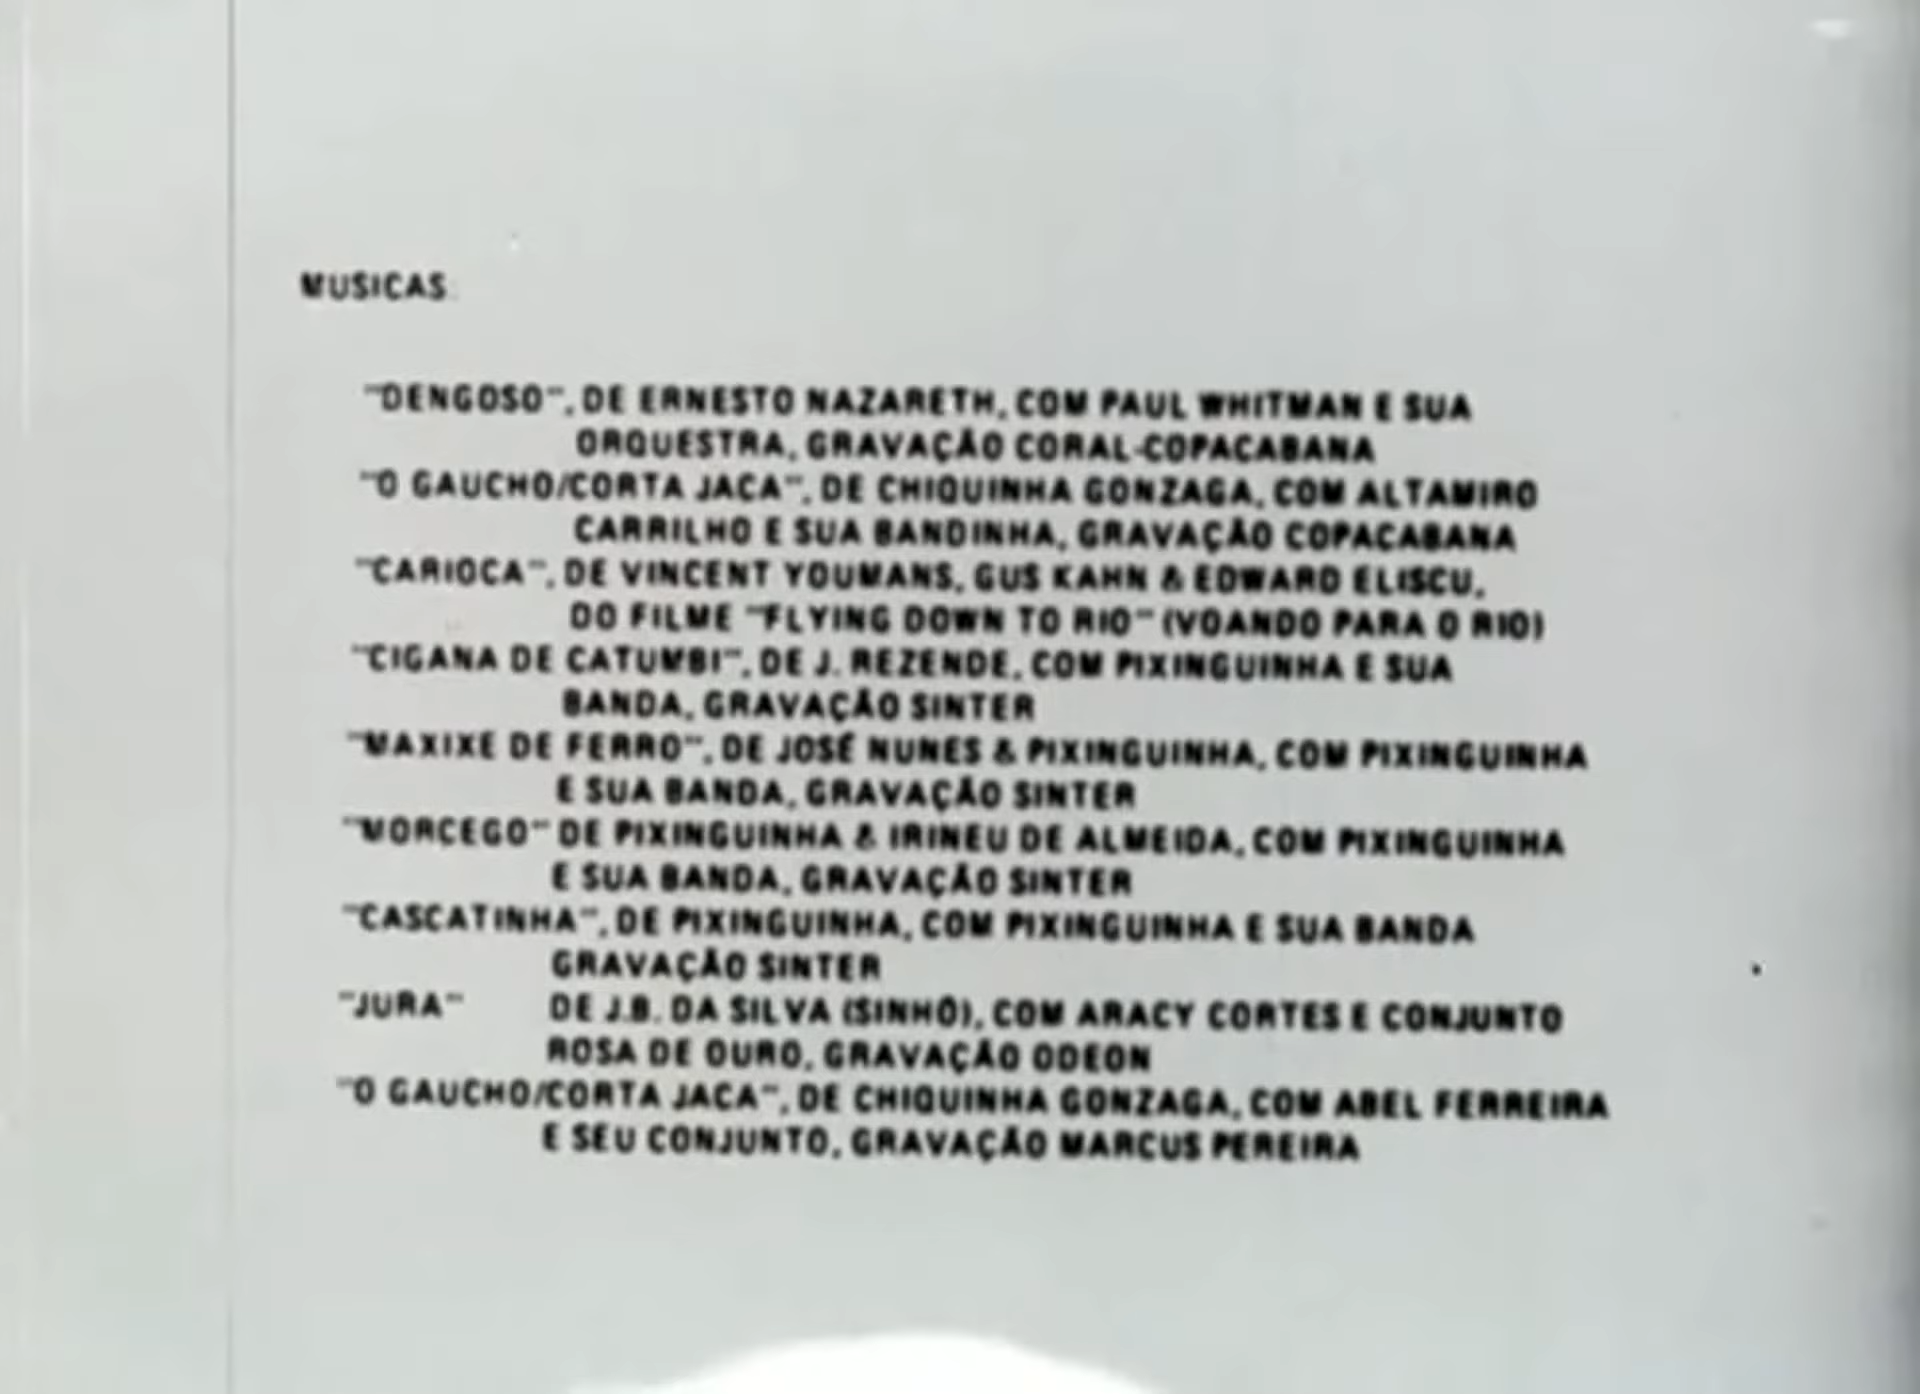 MUSICAS:
"DENGOSO", DE ERNESTO NAZARETH, COM PAUL WHITMAN E SUA
ORQUESTRA, GRAVAÇÃO CORAL-COPACABANA
"O GAUCHO/CORTA JACA", DE CHIQUINHA GONZAGA, COM ALTAMIRO
CARRILHO E SUA BANDINHA, GRAVAÇÃO COPACABANA
"CARIOCA", DE VINCENT YOUMANS, GUS KAHN & EDWARD ELISCU,
DO FILME "FLYING DOWN TO RIO" (VOANDO PARA O RIO)
"CIGANA DE CATUMBI", DE J. REZENDE, COM PIXINGUINHA E SUA
BANDA, GRAVAÇÃO SINTER
"MAXIXE DE FERRO", DE JOSÉ NUNES & PIXINGUINHA, COM PIXINGUINHA
E SUA BANDA, GRAVAÇÃO SINTER
"MORCEGO" DE PIXINGUINHA & IRINEU DE ALMEIDA, COM PIXINGUINHA
E SUA BANDA, GRAVAÇÃO SINTER
"CASCATINHA", DE PIXINGUINHA, COM PIXINGUINHA E SUA BANDA
GRAVAÇÃO SINTER
"JURA" DE J.B. DA SILVA (SINHÔ), COM ARACY CORTES E CONJUNTO
ROSA DE OURO, GRAVAÇÃO ODEON
"O GAUCHO/CORTA JACA", DE CHIQUINHA GONZAGA, COM ABEL FERREIRA
E SEU CONJUNTO, GRAVAÇÃO MARCUS PEREIRA